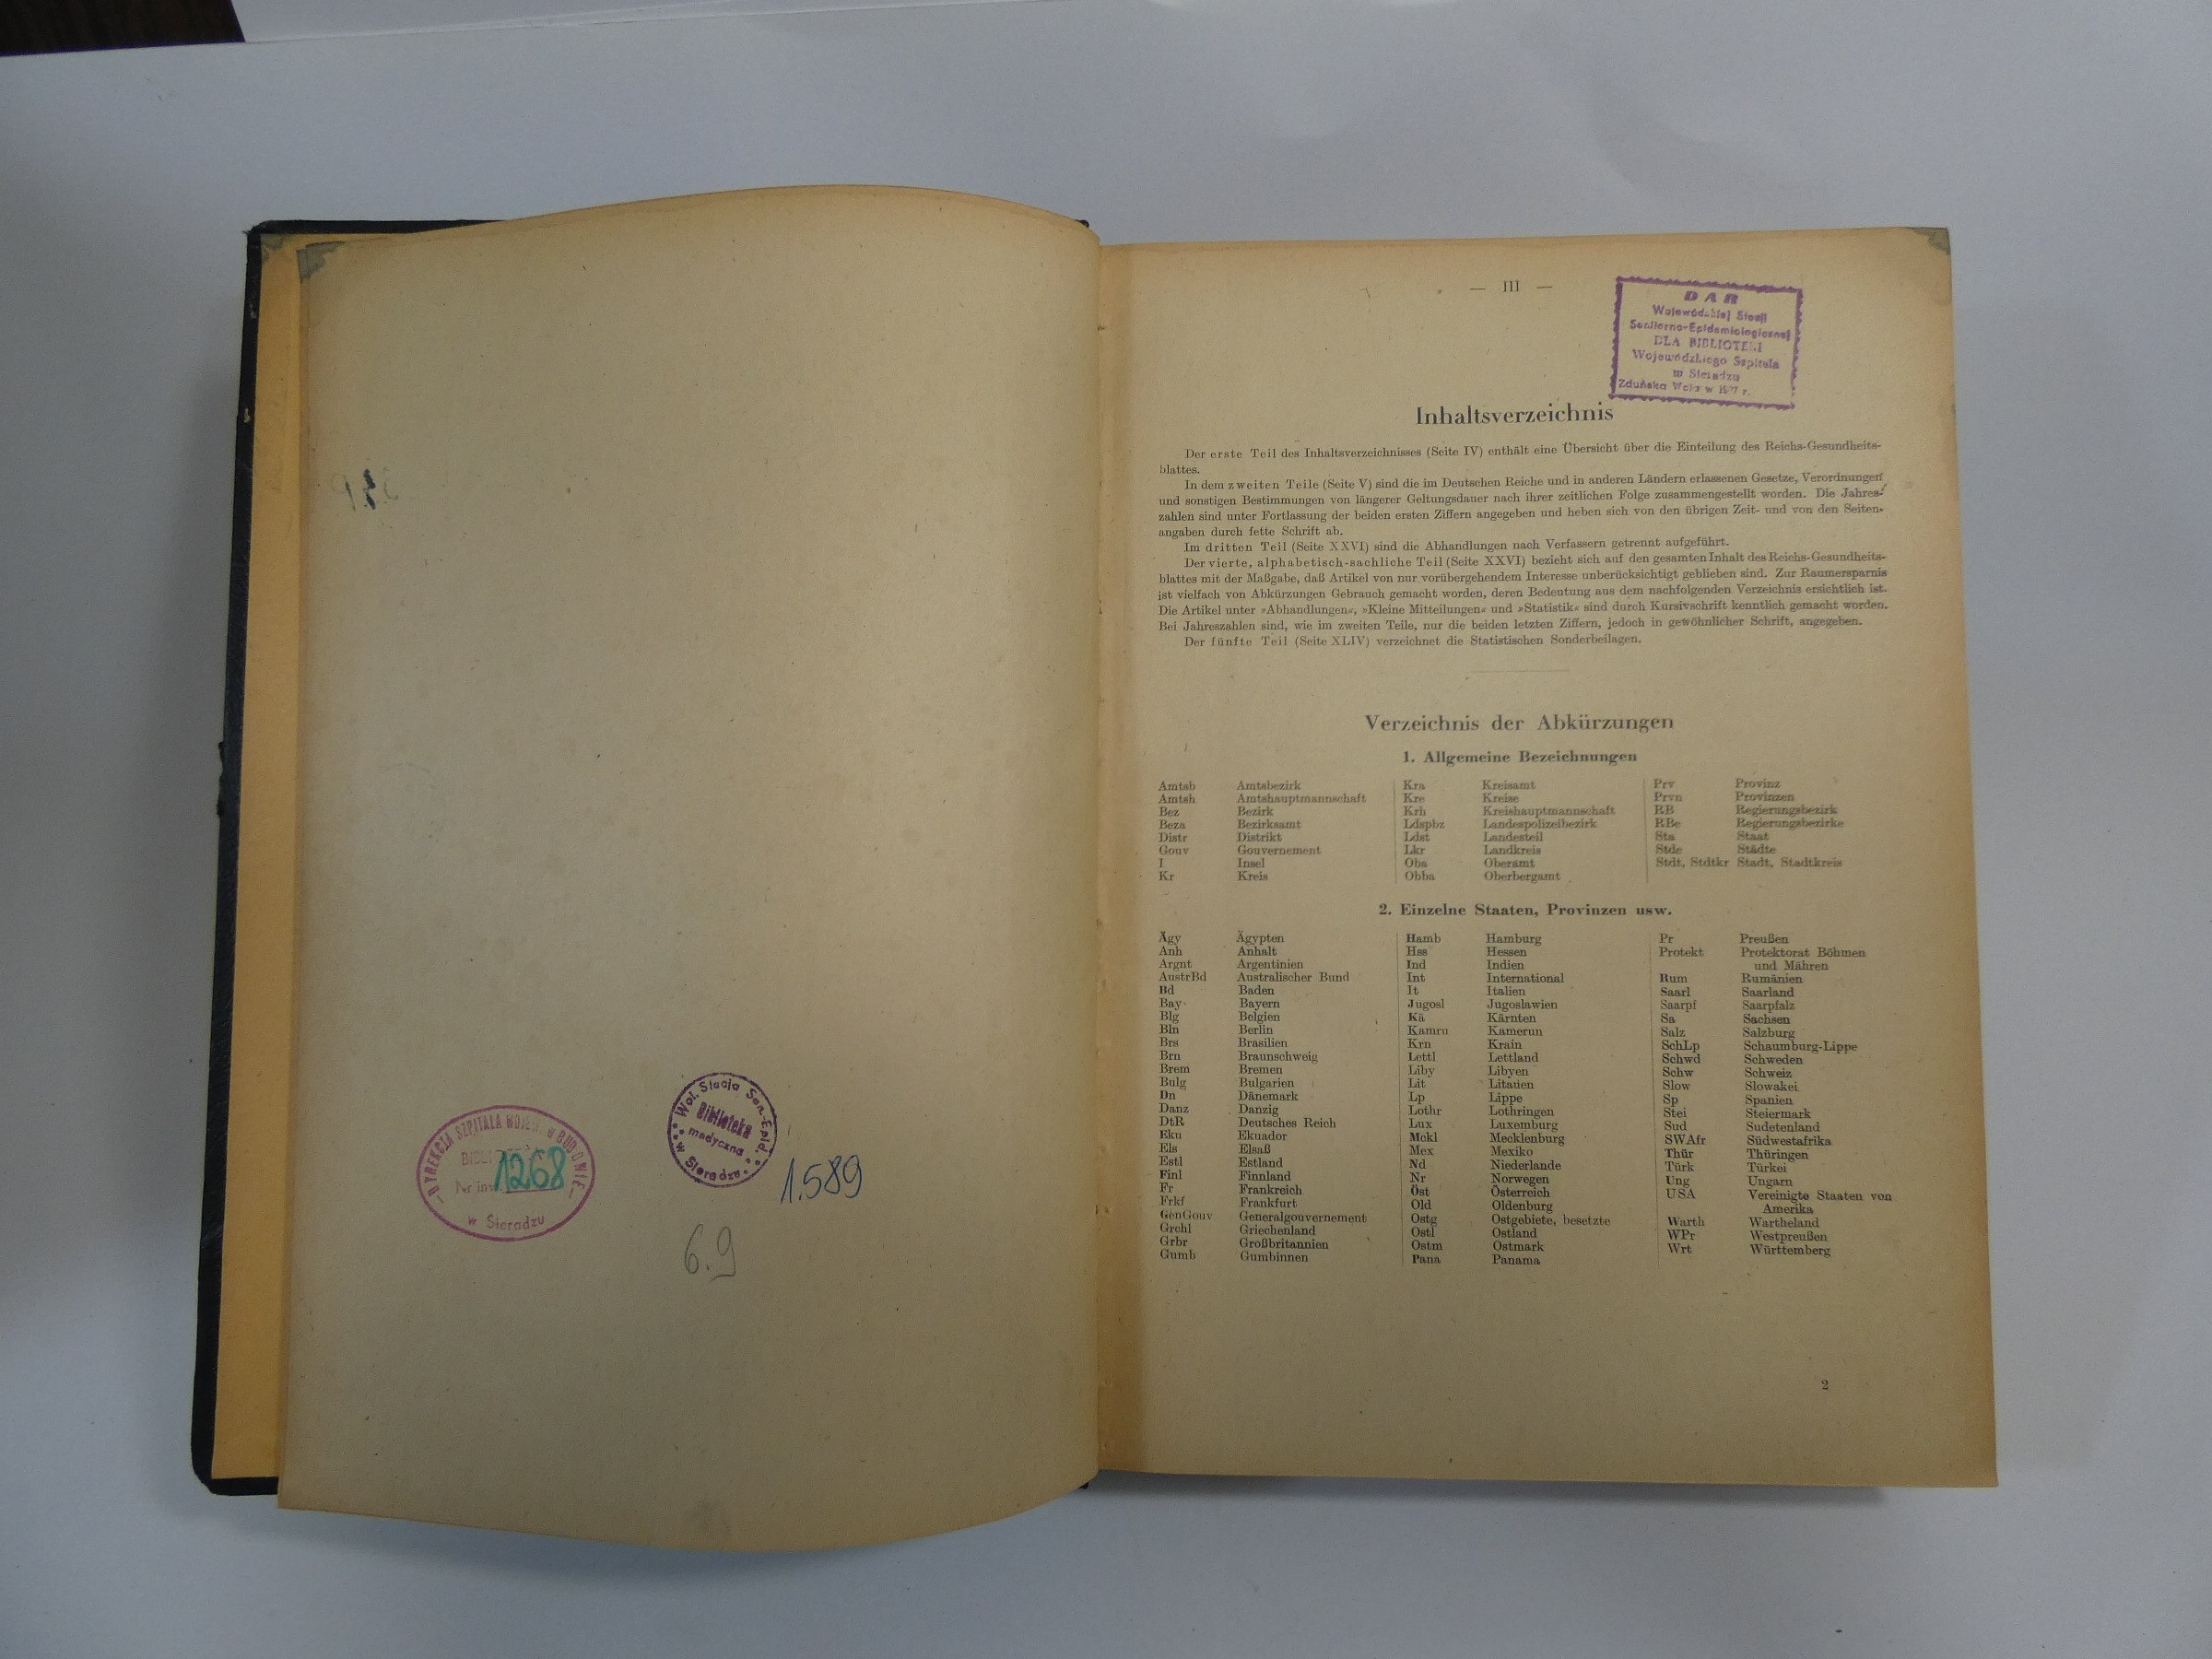 DYREKCJA SZPITALA WOJEW. w BUDOWIE
Nr inw. 1268
w Sieradzu
Woj. Stacja San.-Epid.
Biblioteka
medyczna
w Sieradzu
1.589
6.9
— III —
DAR
Wojewódzkiej Stacji
Sanitarno-Epidemiologicznej
DLA BIBLIOTEKI
Wojewódzkiego Szpitala
w Sieradzu
Zduńska Wola w
Inhaltsverzeichnis
Der erste Teil des Inhaltsverzeichnisses (Seite IV) enthält eine Übersicht über die Einteilung des Reichs-Gesundheits-
blattes.
In dem zweiten Teile (Seite V) sind die im Deutschen Reiche und in anderen Ländern erlassenen Gesetze, Verordnungen
und sonstigen Bestimmungen von längerer Geltungsdauer nach ihrer zeitlichen Folge zusammengestellt worden. Die Jahres-
zahlen sind unter Fortlassung der beiden ersten Ziffern angegeben und heben sich von den übrigen Zeit- und von den Seiten-
angaben durch fette Schrift ab.
Im dritten Teil (Seite XXVI) sind die Abhandlungen nach Verfassern getrennt aufgeführt.
Der vierte, alphabetisch-sachliche Teil (Seite XXVI) bezieht sich auf den gesamten Inhalt des Reichs-Gesundheits-
blattes mit der Maßgabe, daß Artikel von nur vorübergehendem Interesse unberücksichtigt geblieben sind. Zur Raumersparnis
ist vielfach von Abkürzungen Gebrauch gemacht worden, deren Bedeutung aus dem nachfolgenden Verzeichnis ersichtlich ist.
Die Artikel unter »Abhandlungen«, »Kleine Mitteilungen« und »Statistik« sind durch Kursivschrift kenntlich gemacht worden.
Bei Jahreszahlen sind, wie im zweiten Teile, nur die beiden letzten Ziffern, jedoch in gewöhnlicher Schrift, angegeben.
Der fünfte Teil (Seite XLIV) verzeichnet die Statistischen Sonderbeilagen.
Verzeichnis der Abkürzungen
1. Allgemeine Bezeichnungen
Amtsb Amtsbezirk
Amtsh Amtshauptmannschaft
Bez Bezirk
Beza Bezirksamt
Distr Distrikt
Gouv Gouvernement
I Insel
Kr Kreis
Kra Kreisamt
Kre Kreise
Krh Kreishauptmannschaft
Ldspbz Landespolizeibezirk
Ldst Landesteil
Lkr Landkreis
Oba Oberamt
Obba Oberbergamt
Prv Provinz
Prvn Provinzen
RB Regierungsbezirk
RBe Regierungsbezirke
Sta Staat
Stde Städte
Stdt, Stdtkr Stadt, Stadtkreis
2. Einzelne Staaten, Provinzen usw.
Ägy Ägypten
Anh Anhalt
Argnt Argentinien
AustrBd Australischer Bund
Bd Baden
Bay Bayern
Blg Belgien
Bln Berlin
Brs Brasilien
Brn Braunschweig
Brem Bremen
Bulg Bulgarien
Dn Dänemark
Danz Danzig
DtR Deutsches Reich
Eku Ekuador
Els Elsaß
Estl Estland
Finl Finnland
Fr Frankreich
Frkf Frankfurt
GenGouv Generalgouvernement
Grchl Griechenland
Grbr Großbritannien
Gumb Gumbinnen
Hamb Hamburg
Hss Hessen
Ind Indien
Int International
It Italien
Jugosl Jugoslawien
Kä Kärnten
Kamru Kamerun
Krn Krain
Lettl Lettland
Liby Libyen
Lit Litauen
Lp Lippe
Lothr Lothringen
Lux Luxemburg
Mckl Mecklenburg
Mex Mexiko
Nd Niederlande
Nr Norwegen
Öst Österreich
Old Oldenburg
Ostg Ostgebiete, besetzte
Ostl Ostland
Ostm Ostmark
Pana Panama
Pr Preußen
Protekt Protektorat Böhmen
und Mähren
Rum Rumänien
Saarl Saarland
Saarpf Saarpfalz
Sa Sachsen
Salz Salzburg
SchLp Schaumburg-Lippe
Schwd Schweden
Schw Schweiz
Slow Slowakei
Sp Spanien
Stei Steiermark
Sud Sudetenland
SWAfr Südwestafrika
Thür Thüringen
Türk Türkei
Ung Ungarn
USA Vereinigte Staaten von
Amerika
Warth Wartheland
WPr Westpreußen
Wrt Württemberg
2